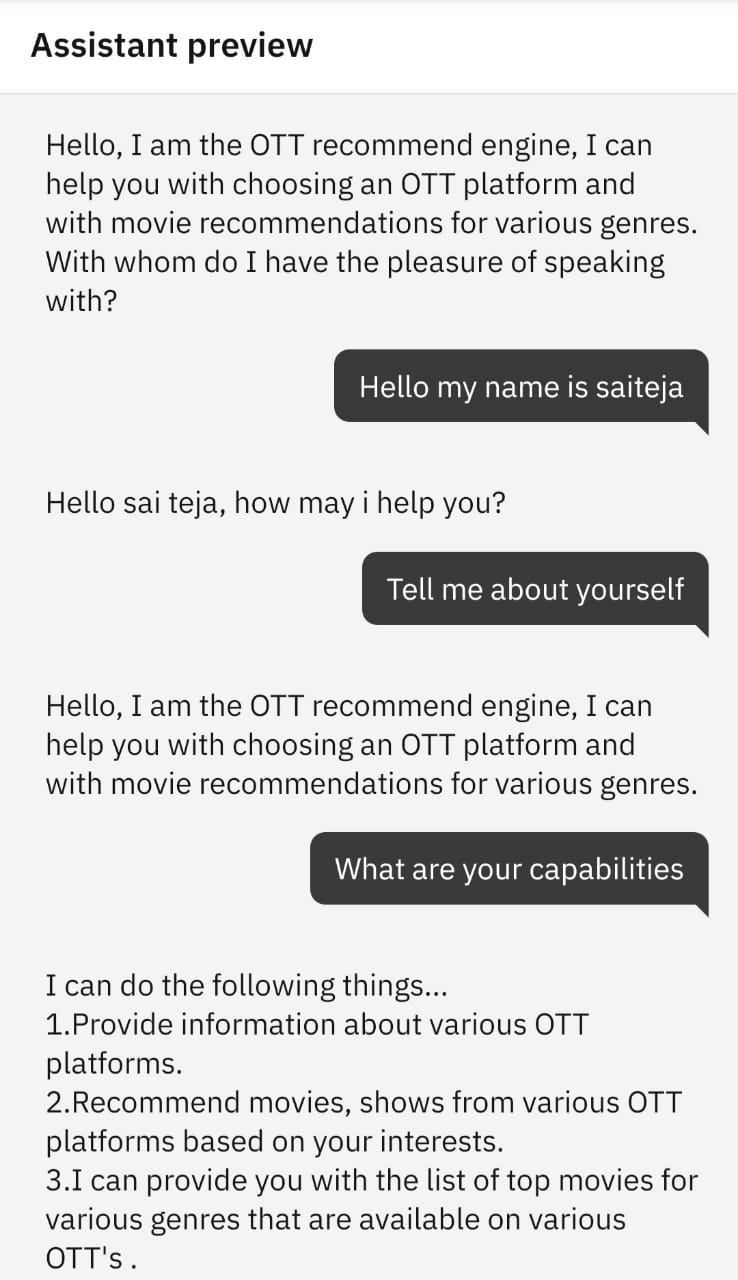 Assistant preview
Hello, I am the OTT recommend engine, I can
help you with choosing an OTT platform and
with movie recommendations for various genres.
With whom do I have the pleasure of speaking
with?
Hello my name is saiteja
Hello sai teja, how may i help you?
Tell me about yourself
Hello, I am the OTT recommend engine, I can
help you with choosing an OTT platform and
with movie recommendations for various genres.
What are your capabilities
I can do the following things...
1.Provide information about various OTT
platforms.
2.Recommend movies, shows from various OTT
platforms based on your interests.
3.I can provide you with the list of top movies for
various genres that are available on various
OTT's .